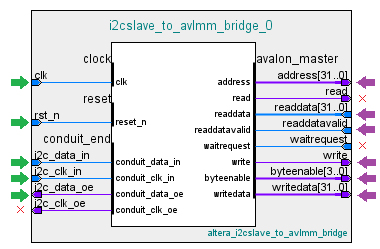 i2cslave_to_avlmm_bridge_0
clock
clk
clk
reset
rst_n
reset_n
conduit_end
i2c_data_in
conduit_data_in
i2c_clk_in
conduit_clk_in
i2c_data_oe
conduit_data_oe
i2c_clk_oe
conduit_clk_oe
avalon_master
address
address[31..0]
read
read
readdata
readdata[31..0]
readdatavalid
readdatavalid
waitrequest
waitrequest
write
write
byteenable
byteenable[3..0]
writedata
writedata[31..0]
altera_i2cslave_to_avlmm_bridge